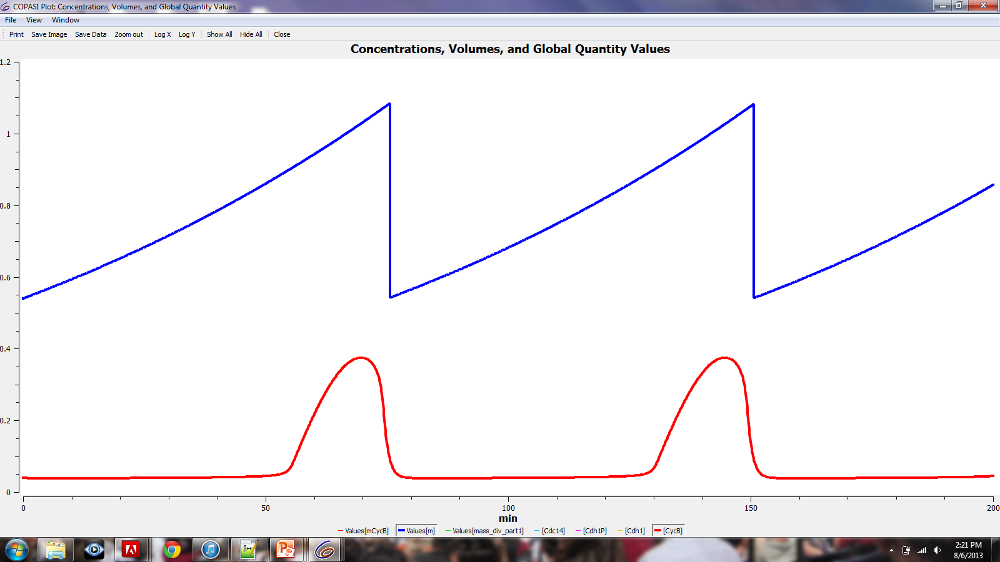 COPASI Plot: Concentrations, Volumes, and Global Quantity Values
File View Window
Print Save Image Save Data Zoom out Log X Log Y Show All Hide All Close
Concentrations, Volumes, and Global Quantity Values
1.2
1
0.8
0.6
0.4
0.2
0
0 50 100 150 200
min
Values[mCycB] Values[m] Values[mass_div_part1] [Cdc14] [Cdh1P] [Cdh1] [CycB]
2:21 PM
8/6/2013